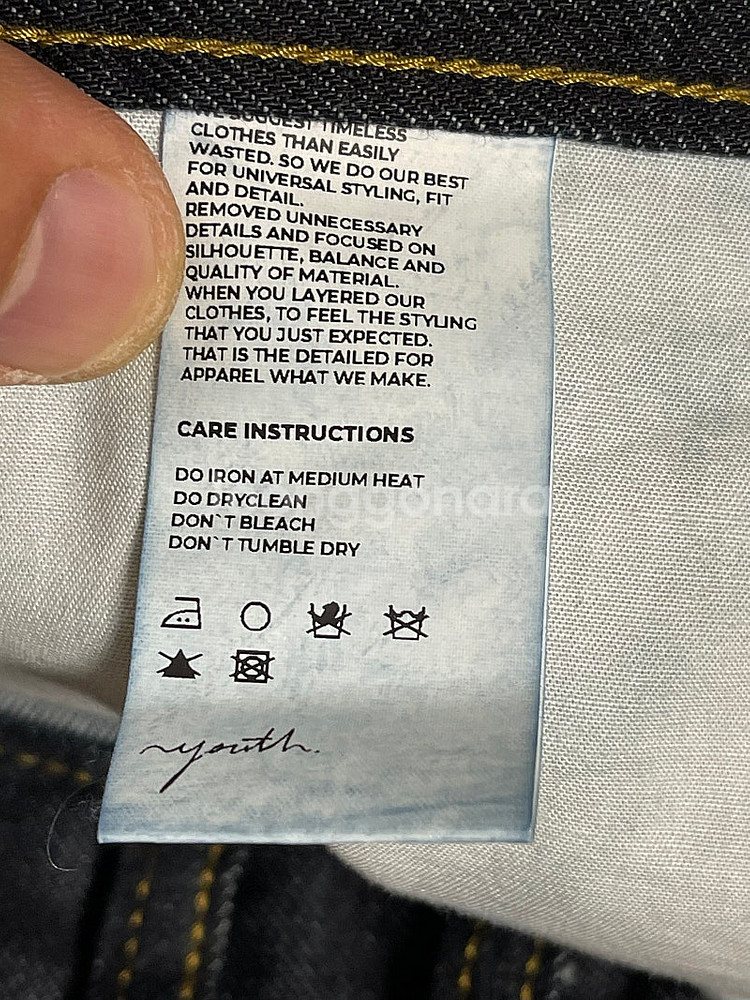 WE SUGGEST TIMELESS
CLOTHES THAN EASILY
WASTED. SO WE DO OUR BEST
FOR UNIVERSAL STYLING, FIT
AND DETAIL.
REMOVED UNNECESSARY
DETAILS AND FOCUSED ON
SILHOUETTE, BALANCE AND
QUALITY OF MATERIAL.
WHEN YOU LAYERED OUR
CLOTHES, TO FEEL THE STYLING
THAT YOU JUST EXPECTED.
THAT IS THE DETAILED FOR
APPAREL WHAT WE MAKE.
CARE INSTRUCTIONS
DO IRON AT MEDIUM HEAT
DO DRYCLEAN
DON`T BLEACH
DON`T TUMBLE DRY
youth.